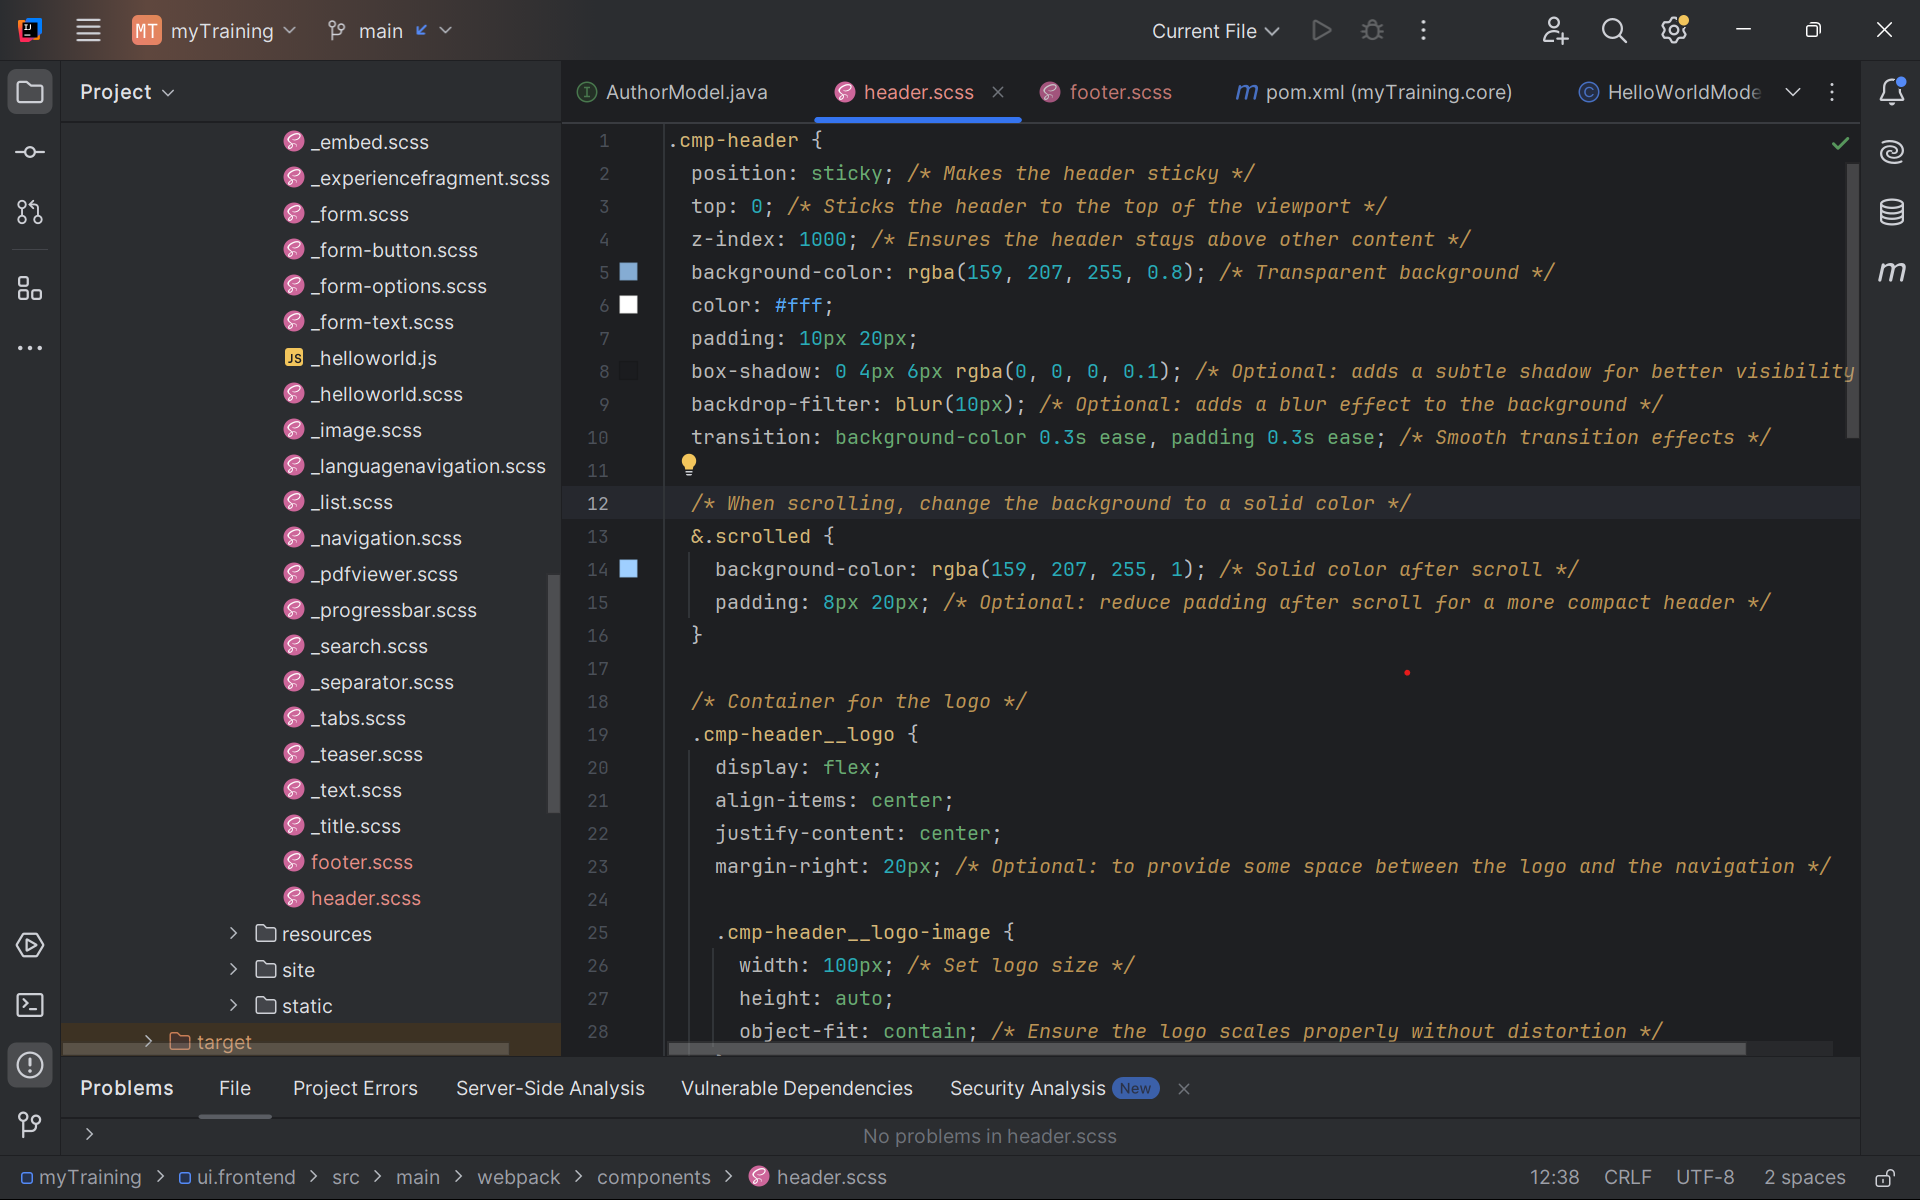 MT myTraining main Current File
Project
AuthorModel.java header.scss footer.scss pom.xml (myTraining.core) HelloWorldMode
_embed.scss
_experiencefragment.scss
_form.scss
_form-button.scss
_form-options.scss
_form-text.scss
JS _helloworld.js
_helloworld.scss
_image.scss
_languagenavigation.scss
_list.scss
_navigation.scss
_pdfviewer.scss
_progressbar.scss
_search.scss
_separator.scss
_tabs.scss
_teaser.scss
_text.scss
_title.scss
footer.scss
header.scss
resources
site
static
target
1 .cmp-header {
2 position: sticky; /* Makes the header sticky */
3 top: 0; /* Sticks the header to the top of the viewport */
4 z-index: 1000; /* Ensures the header stays above other content */
5 background-color: rgba(159, 207, 255, 0.8); /* Transparent background */
6 color: #fff;
7 padding: 10px 20px;
8 box-shadow: 0 4px 6px rgba(0, 0, 0, 0.1); /* Optional: adds a subtle shadow for better visibility
9 backdrop-filter: blur(10px); /* Optional: adds a blur effect to the background */
10 transition: background-color 0.3s ease, padding 0.3s ease; /* Smooth transition effects */
11
12 /* When scrolling, change the background to a solid color */
13 &.scrolled {
14 background-color: rgba(159, 207, 255, 1); /* Solid color after scroll */
15 padding: 8px 20px; /* Optional: reduce padding after scroll for a more compact header */
16 }
17
18 /* Container for the logo */
19 .cmp-header__logo {
20 display: flex;
21 align-items: center;
22 justify-content: center;
23 margin-right: 20px; /* Optional: to provide some space between the logo and the navigation */
24
25 .cmp-header__logo-image {
26 width: 100px; /* Set logo size */
27 height: auto;
28 object-fit: contain; /* Ensure the logo scales properly without distortion */
Problems File Project Errors Server-Side Analysis Vulnerable Dependencies Security Analysis New
No problems in header.scss
myTraining > ui.frontend > src > main > webpack > components > header.scss 12:38 CRLF UTF-8 2 spaces